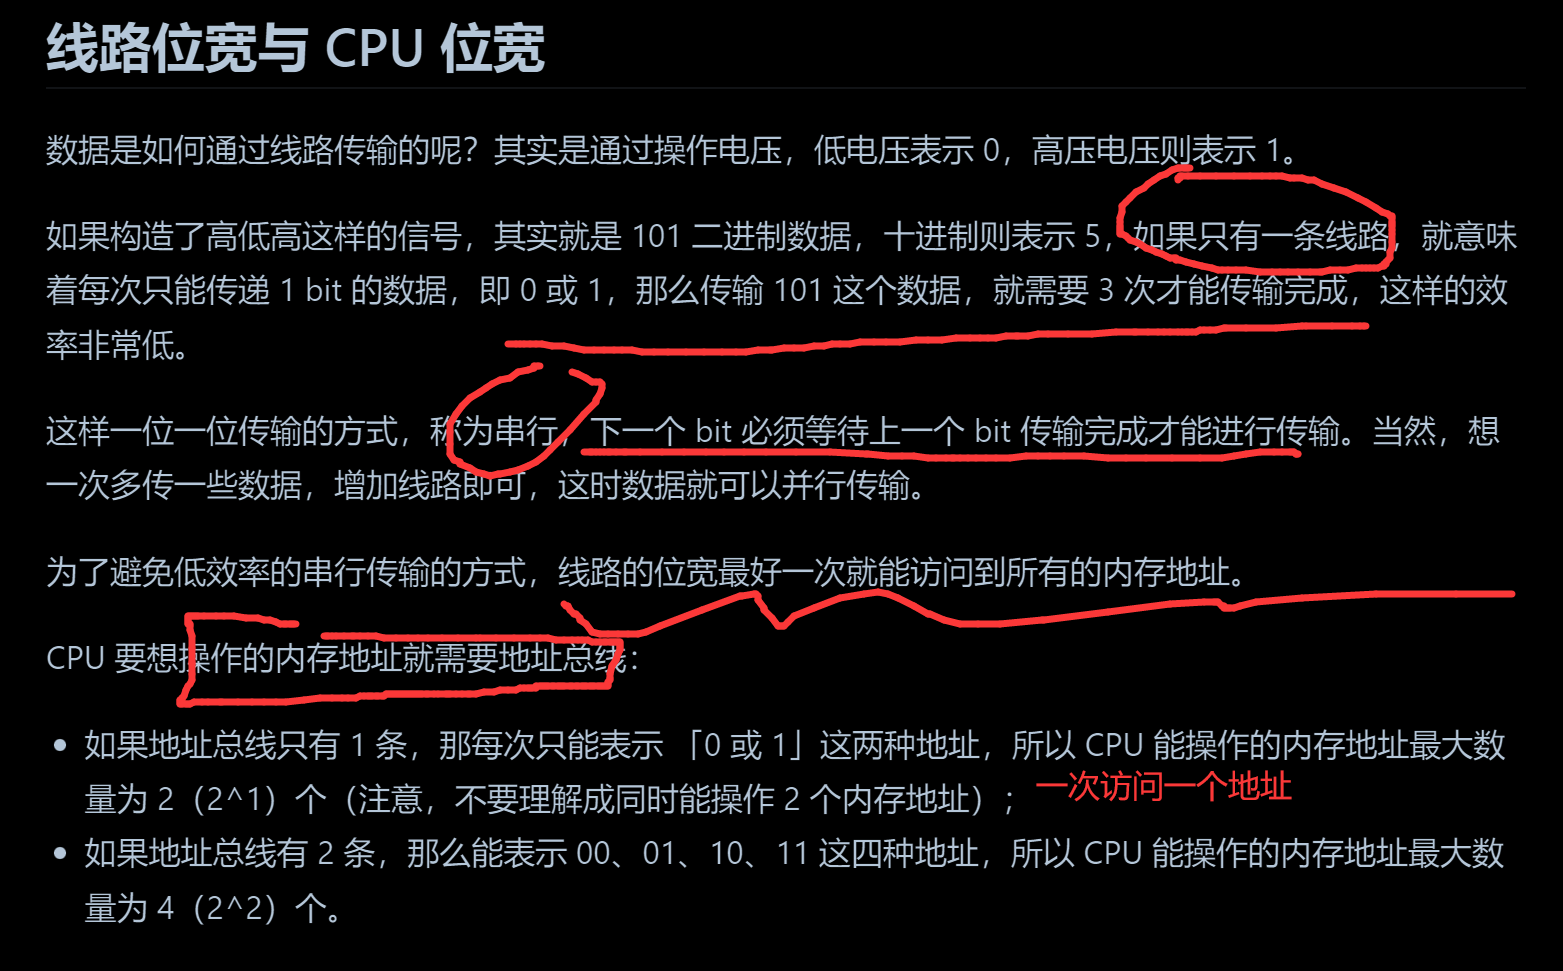 线路位宽与 CPU 位宽
数据是如何通过线路传输的呢？其实是通过操作电压，低电压表示 0，高压电压则表示 1。
如果构造了高低高这样的信号，其实就是 101 二进制数据，十进制则表示 5，如果只有一条线路，就意味
着每次只能传递 1 bit 的数据，即 0 或 1，那么传输 101 这个数据，就需要 3 次才能传输完成，这样的效
率非常低。
这样一位一位传输的方式，称为串行，下一个 bit 必须等待上一个 bit 传输完成才能进行传输。当然，想
一次多传一些数据，增加线路即可，这时数据就可以并行传输。
为了避免低效率的串行传输的方式，线路的位宽最好一次就能访问到所有的内存地址。
CPU 要想操作的内存地址就需要地址总线：
如果地址总线只有 1 条，那每次只能表示 「0 或 1」这两种地址，所以 CPU 能操作的内存地址最大数
量为 2（2^1）个（注意，不要理解成同时能操作 2 个内存地址）； 一次访问一个地址
如果地址总线有 2 条，那么能表示 00、01、10、11 这四种地址，所以 CPU 能操作的内存地址最大数
量为 4（2^2）个。